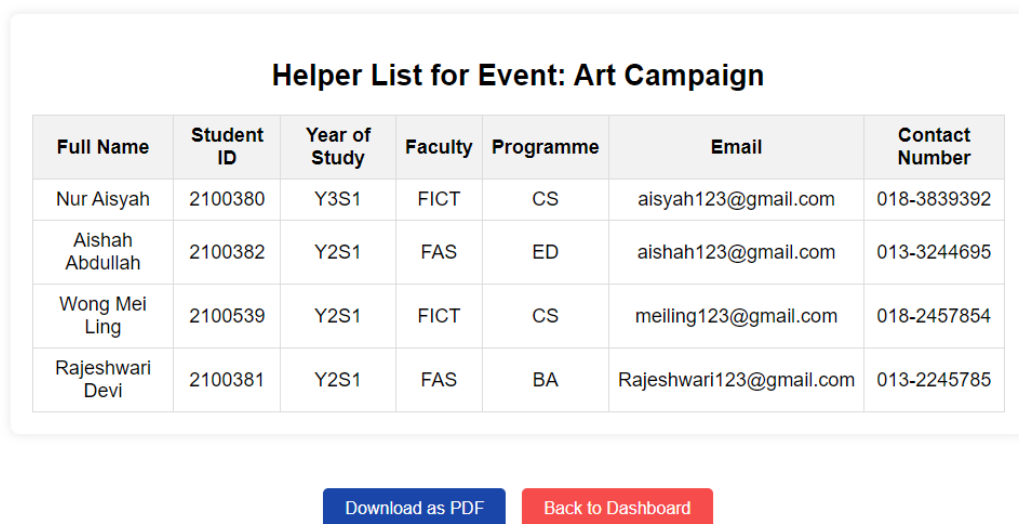 Helper List for Event: Art Campaign
Full Name Student ID Year of Study Faculty Programme Email Contact Number
Nur Aisyah 2100380 Y3S1 FICT CS aisyah123@gmail.com 018-3839392
Aishah Abdullah 2100382 Y2S1 FAS ED aishah123@gmail.com 013-3244695
Wong Mei Ling 2100539 Y2S1 FICT CS meiling123@gmail.com 018-2457854
Rajeshwari Devi 2100381 Y2S1 FAS BA Rajeshwari123@gmail.com 013-2245785
Download as PDF Back to Dashboard